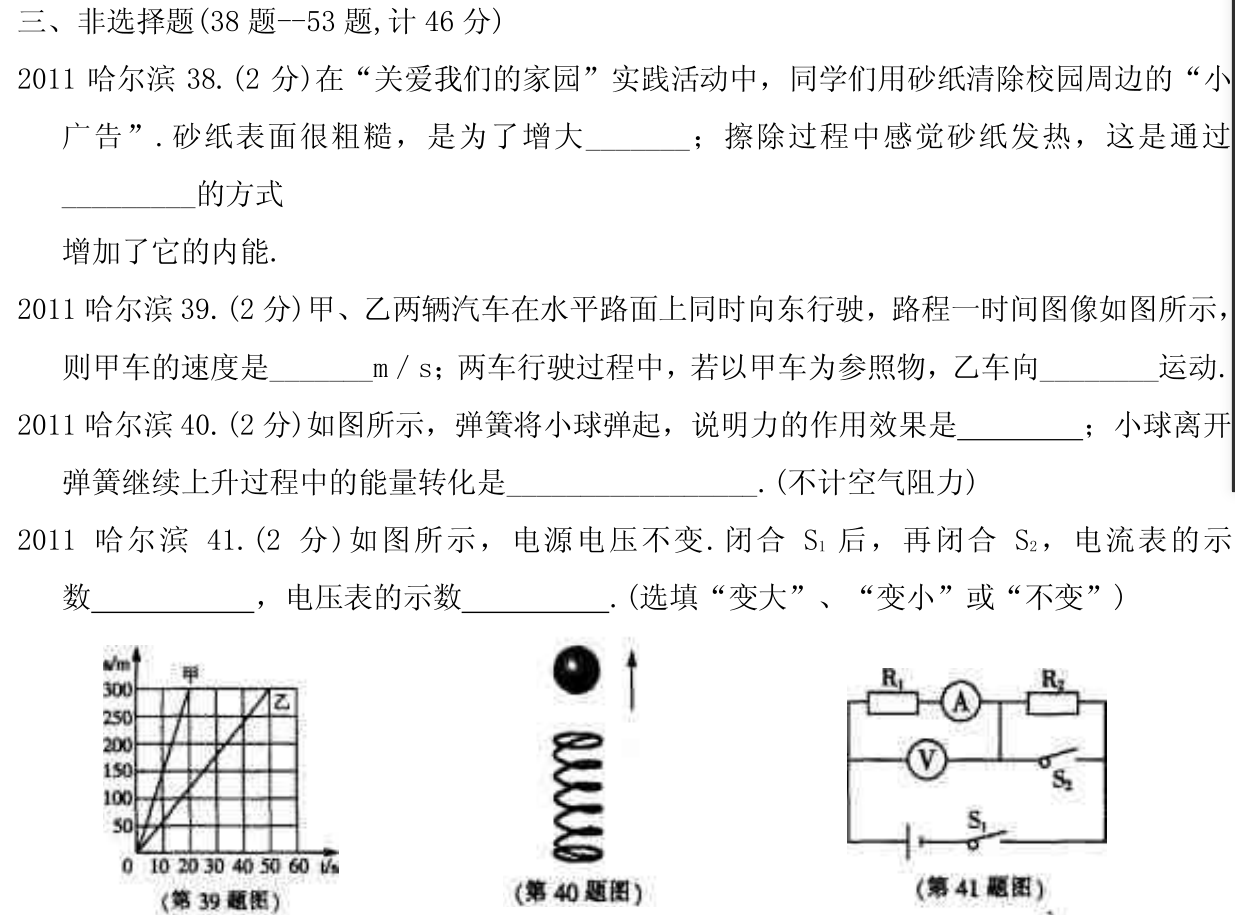 三、非选择题(38 题--53 题,计 46 分)
2011 哈尔滨 38.(2 分)在“关爱我们的家园”实践活动中，同学们用砂纸清除校园周边的“小
广告”.砂纸表面很粗糙，是为了增大_______；擦除过程中感觉砂纸发热，这是通过
_________的方式
增加了它的内能.
2011 哈尔滨 39.(2 分)甲、乙两辆汽车在水平路面上同时向东行驶，路程一时间图像如图所示，
则甲车的速度是_______m／s；两车行驶过程中，若以甲车为参照物，乙车向________运动.
2011 哈尔滨 40.(2 分)如图所示，弹簧将小球弹起，说明力的作用效果是________；小球离开
弹簧继续上升过程中的能量转化是_________________.(不计空气阻力)
2011 哈尔滨 41.(2 分)如图所示，电源电压不变.闭合 S₁ 后，再闭合 S₂，电流表的示
数___________，电压表的示数__________.(选填“变大”、“变小”或“不变”)
s/m
300
250
200
150
100
50
0 10 20 30 40 50 60 t/s
甲
乙
(第 39 题图)
(第 40 题图)
R₁ A R₂
V S₂
S₁
(第 41 题图)